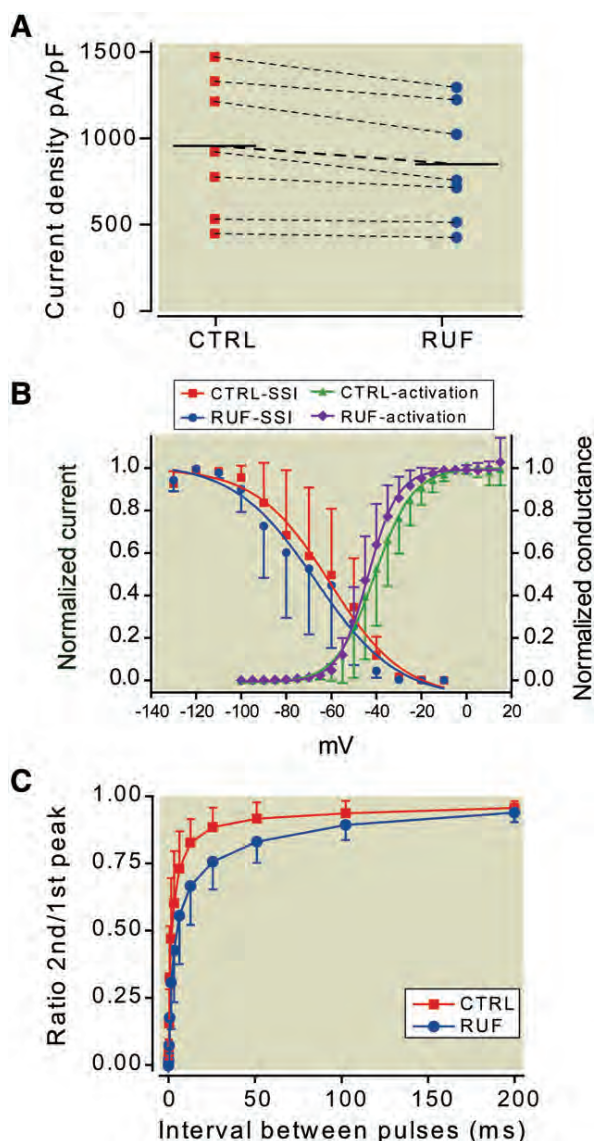 A
Current density pA/pF
1500
1000
500
0
CTRL RUF
B
CTRL-SSI CTRL-activation
RUF-SSI RUF-activation
Normalized current
1.0
0.8
0.6
0.4
0.2
0.0
Normalized conductance
1.0
0.8
0.6
0.4
0.2
0.0
-140 -120 -100 -80 -60 -40 -20 0 20
mV
C
Ratio 2nd/1st peak
1.00
0.75
0.50
0.25
0.00
CTRL
RUF
0 50 100 150 200
Interval between pulses (ms)